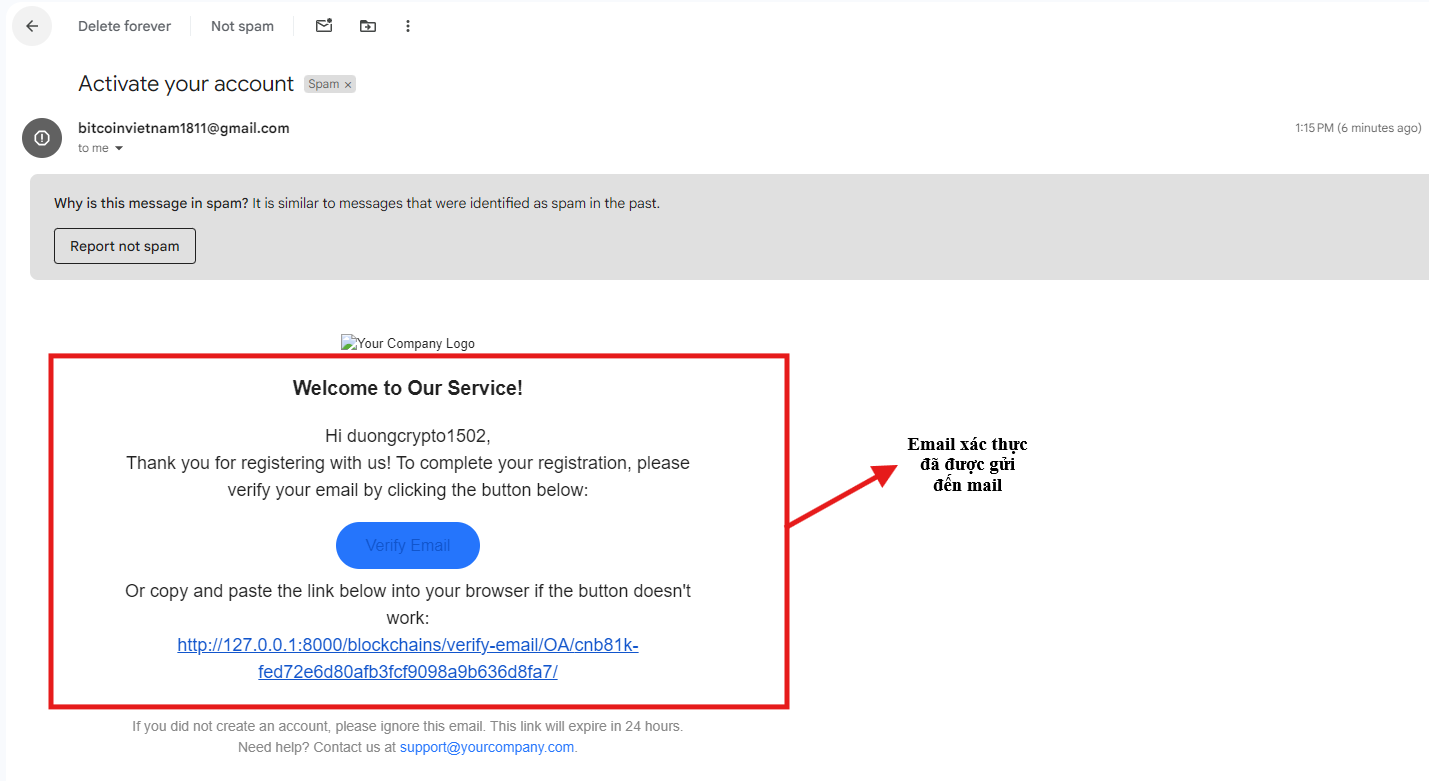 Delete forever
Not spam
Activate your account
Spam ×
bitcoinvietnam1811@gmail.com
1:15 PM (6 minutes ago)
to me
Why is this message in spam? It is similar to messages that were identified as spam in the past.
Report not spam
Your Company Logo
Welcome to Our Service!
Hi duongcrypto1502,
Thank you for registering with us! To complete your registration, please
verify your email by clicking the button below:
Verify Email
Or copy and paste the link below into your browser if the button doesn't
work:
http://127.0.0.1:8000/blockchains/verify-email/OA/cnb81k-
fed72e6d80afb3fcf9098a9b636d8fa7/
Email xác thực
đã được gửi
đến mail
If you did not create an account, please ignore this email. This link will expire in 24 hours.
Need help? Contact us at support@yourcompany.com.